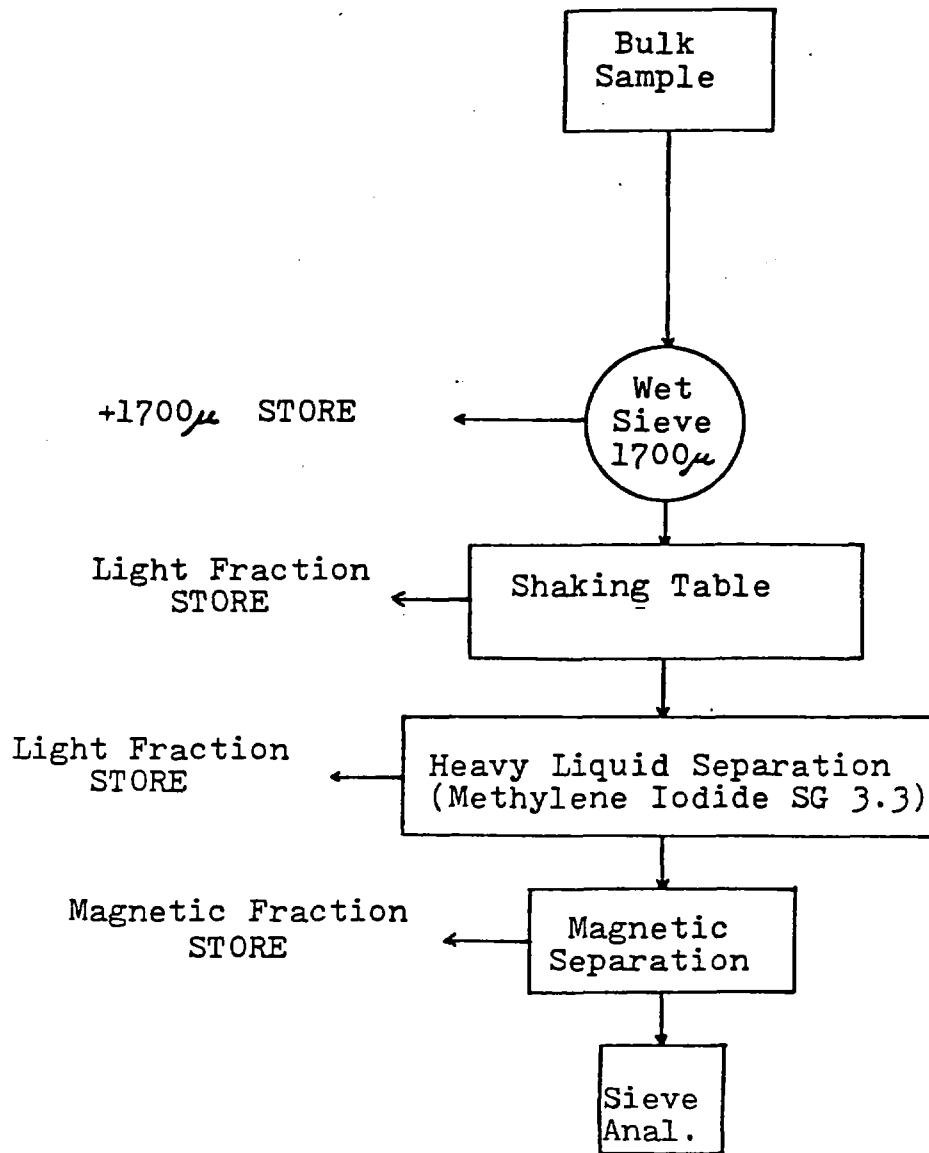 Bulk
Sample
Wet
Sieve
1700μ
+1700μ STORE
Shaking Table
Light Fraction
STORE
Heavy Liquid Separation
(Methylene Iodide SG 3.3)
Light Fraction
STORE
Magnetic
Separation
Magnetic Fraction
STORE
Sieve
Anal.